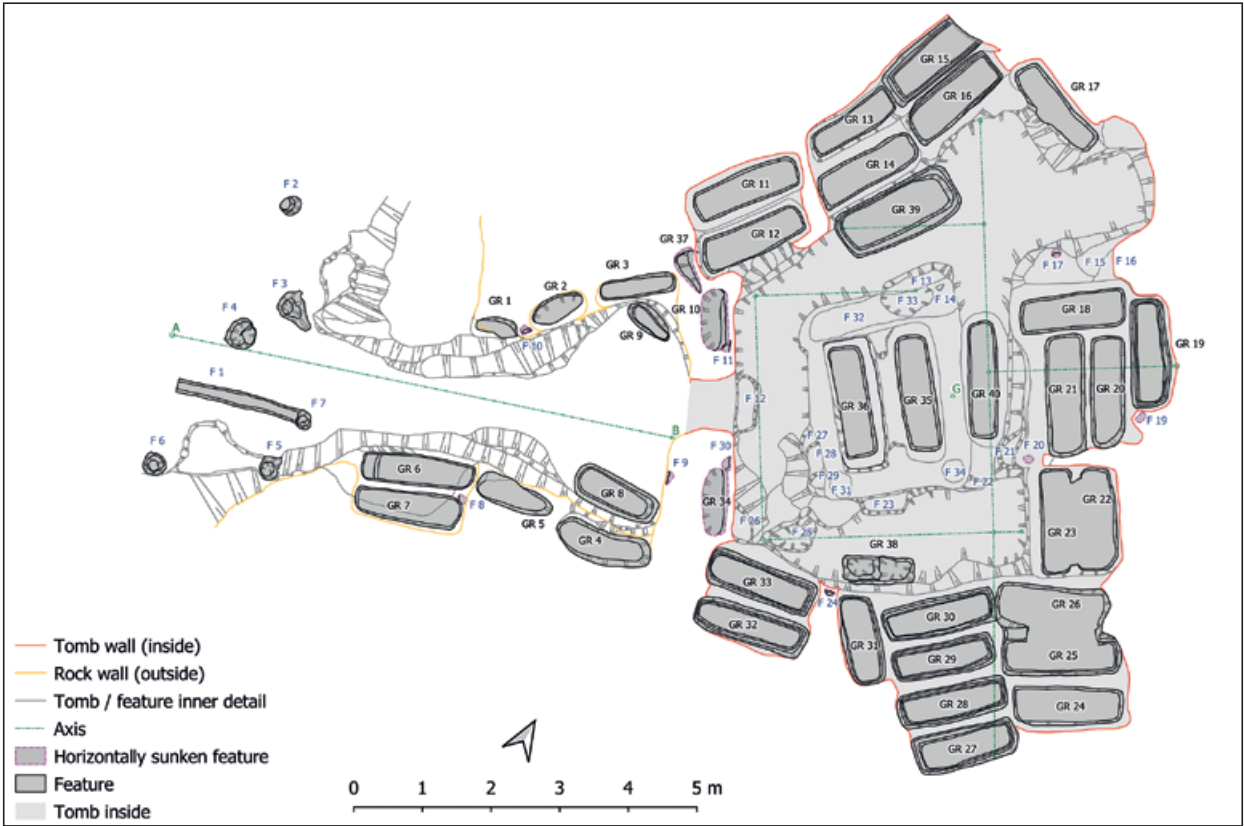 GR 15
GR 17
GR 16
GR 13
GR 14
F 2
GR 11
GR 39
GR 12
GR 37
GR 3
F 17
F 15
F 16
F 3
GR 2
F 13
F 14
GR 1
F 33
F 4
GR 9
GR 10
F 32
GR 18
A
F 10
F 11
GR 19
F 1
G
F 12
GR 36
GR 35
GR 40
GR 21
GR 20
F 7
F 19
B
F 27
F 6
F 5
F 30
F 28
F 21
F 20
GR 6
F 9
F 29
F 34
F 22
GR 8
F 31
GR 7
F 8
GR 34
F 23
GR 22
GR 5
F 26
F 25
GR 23
GR 4
GR 38
GR 33
F 24
GR 26
GR 32
GR 30
GR 31
GR 29
GR 25
GR 28
GR 24
GR 27
Tomb wall (inside)
Rock wall (outside)
Tomb / feature inner detail
Axis
Horizontally sunken feature
Feature
Tomb inside
0 1 2 3 4 5 m